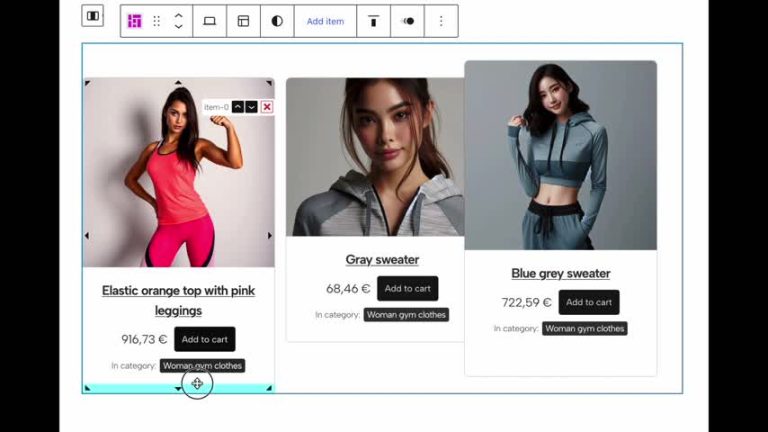 Add item
item-0
Elastic orange top with pink
leggings
916,73 €
Add to cart
In category: Woman gym clothes
Gray sweater
68,46 €
Add to cart
In category: Woman gym clothes
Blue grey sweater
722,59 €
Add to cart
In category: Woman gym clothes